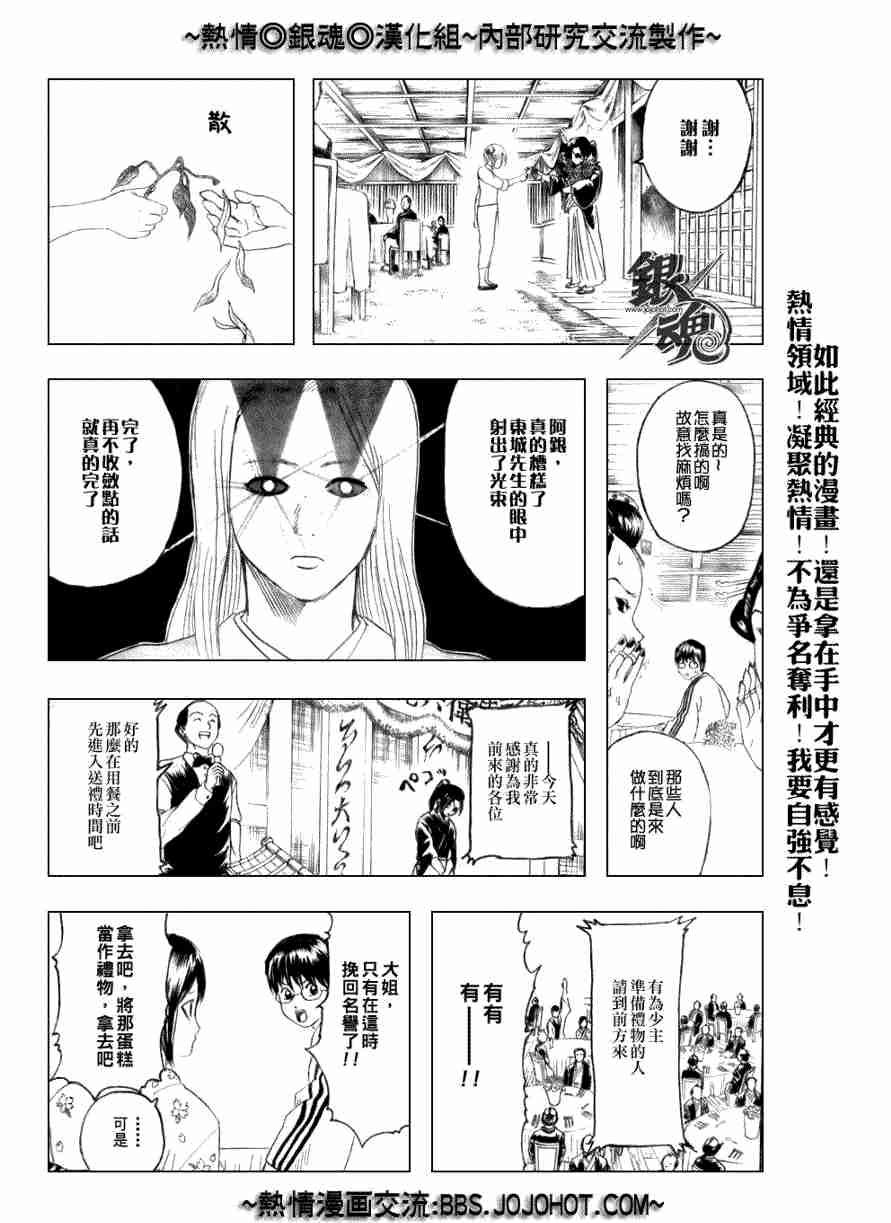 ~熱情◎銀魂◎漢化組~內部研究交流製作~
謝…
謝謝
散
銀魂
www.jojohot.com
真是的~
怎麼搞的啊
故意找麻煩嗎？
那些人
到底是來
做什麼的啊
阿銀，
真的糟糕了
東城先生的眼中
射出了光束
完了，
再不收斂點的話
就真的完了
——今天
真的非常
感謝為我
前來的各位
ペコッ
好的
那麼在用餐之前
先進入送禮時間吧
有為少主
準備禮物的人
請到前方來
有有
有———!!
大姐，
只有在這時
挽回名譽了!!
拿去吧，將那蛋糕
當作禮物，拿去吧
……
可是
如此經典的漫畫！還是拿在手中才更有感覺！
熱情領域！凝聚熱情！不為爭名奪利！我要自強不息！
~熱情漫画交流:BBS.JOJOHOT.COM~